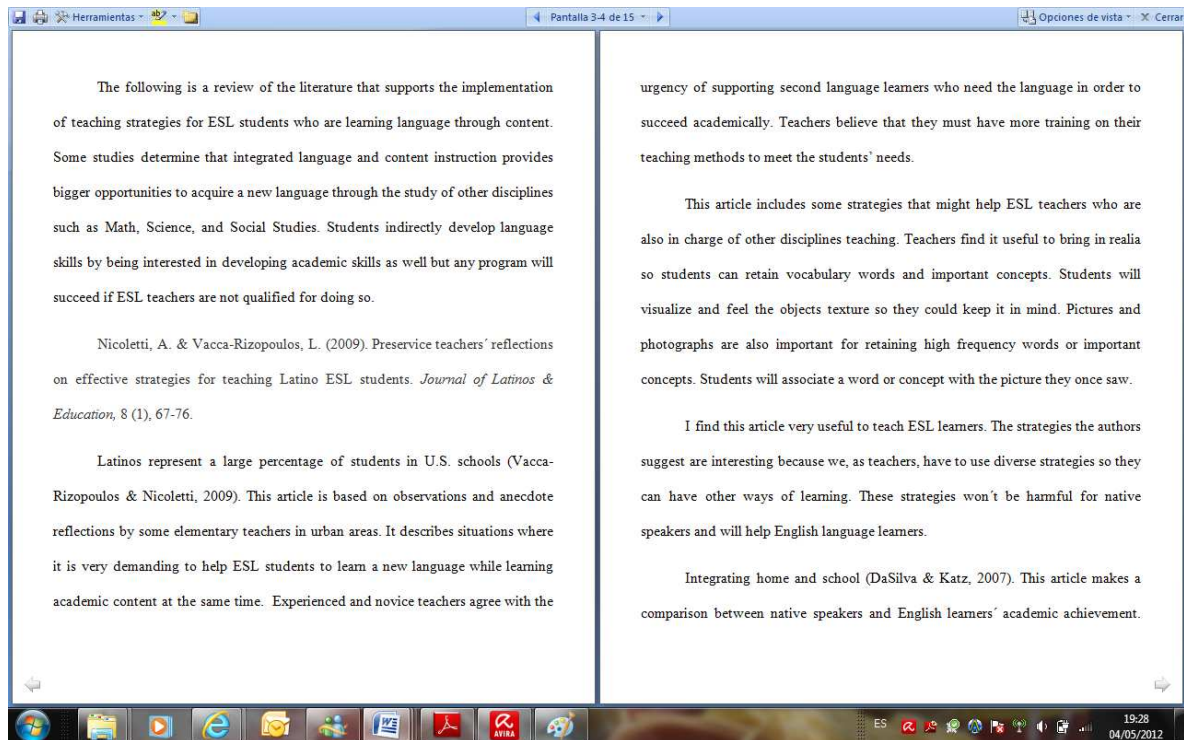 Herramientas
Pantalla 3-4 de 15
Opciones de vista
Cerrar
The following is a review of the literature that supports the implementation
of teaching strategies for ESL students who are learning language through content.
Some studies determine that integrated language and content instruction provides
bigger opportunities to acquire a new language through the study of other disciplines
such as Math, Science, and Social Studies. Students indirectly develop language
skills by being interested in developing academic skills as well but any program will
succeed if ESL teachers are not qualified for doing so.
Nicoletti, A. & Vacca-Rizopoulos, L. (2009). Preservice teachers´ reflections
on effective strategies for teaching Latino ESL students. Journal of Latinos &
Education, 8 (1), 67-76.
Latinos represent a large percentage of students in U.S. schools (Vacca-
Rizopoulos & Nicoletti, 2009). This article is based on observations and anecdote
reflections by some elementary teachers in urban areas. It describes situations where
it is very demanding to help ESL students to learn a new language while learning
academic content at the same time. Experienced and novice teachers agree with the
urgency of supporting second language learners who need the language in order to
succeed academically. Teachers believe that they must have more training on their
teaching methods to meet the students` needs.
This article includes some strategies that might help ESL teachers who are
also in charge of other disciplines teaching. Teachers find it useful to bring in realia
so students can retain vocabulary words and important concepts. Students will
visualize and feel the objects texture so they could keep it in mind. Pictures and
photographs are also important for retaining high frequency words or important
concepts. Students will associate a word or concept with the picture they once saw.
I find this article very useful to teach ESL learners. The strategies the authors
suggest are interesting because we, as teachers, have to use diverse strategies so they
can have other ways of learning. These strategies won´t be harmful for native
speakers and will help English language learners.
Integrating home and school (DaSilva & Katz, 2007). This article makes a
comparison between native speakers and English learners´ academic achievement.
AVIRA
ES
19:28
04/05/2012